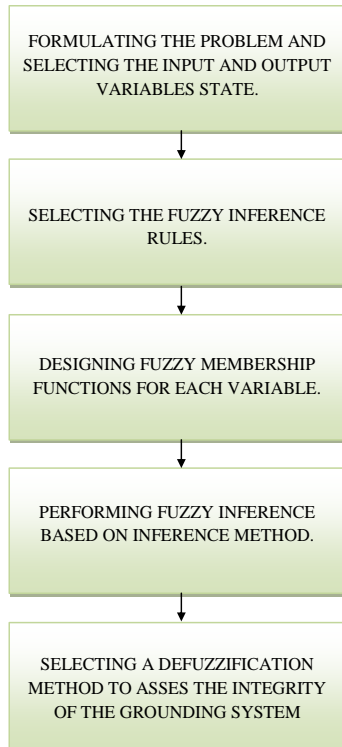 FORMULATING THE PROBLEM AND
SELECTING THE INPUT AND OUTPUT
VARIABLES STATE.
SELECTING THE FUZZY INFERENCE
RULES.
DESIGNING FUZZY MEMBERSHIP
FUNCTIONS FOR EACH VARIABLE.
PERFORMING FUZZY INFERENCE
BASED ON INFERENCE METHOD.
SELECTING A DEFUZZIFICATION
METHOD TO ASSES THE INTEGRITY
OF THE GROUNDING SYSTEM